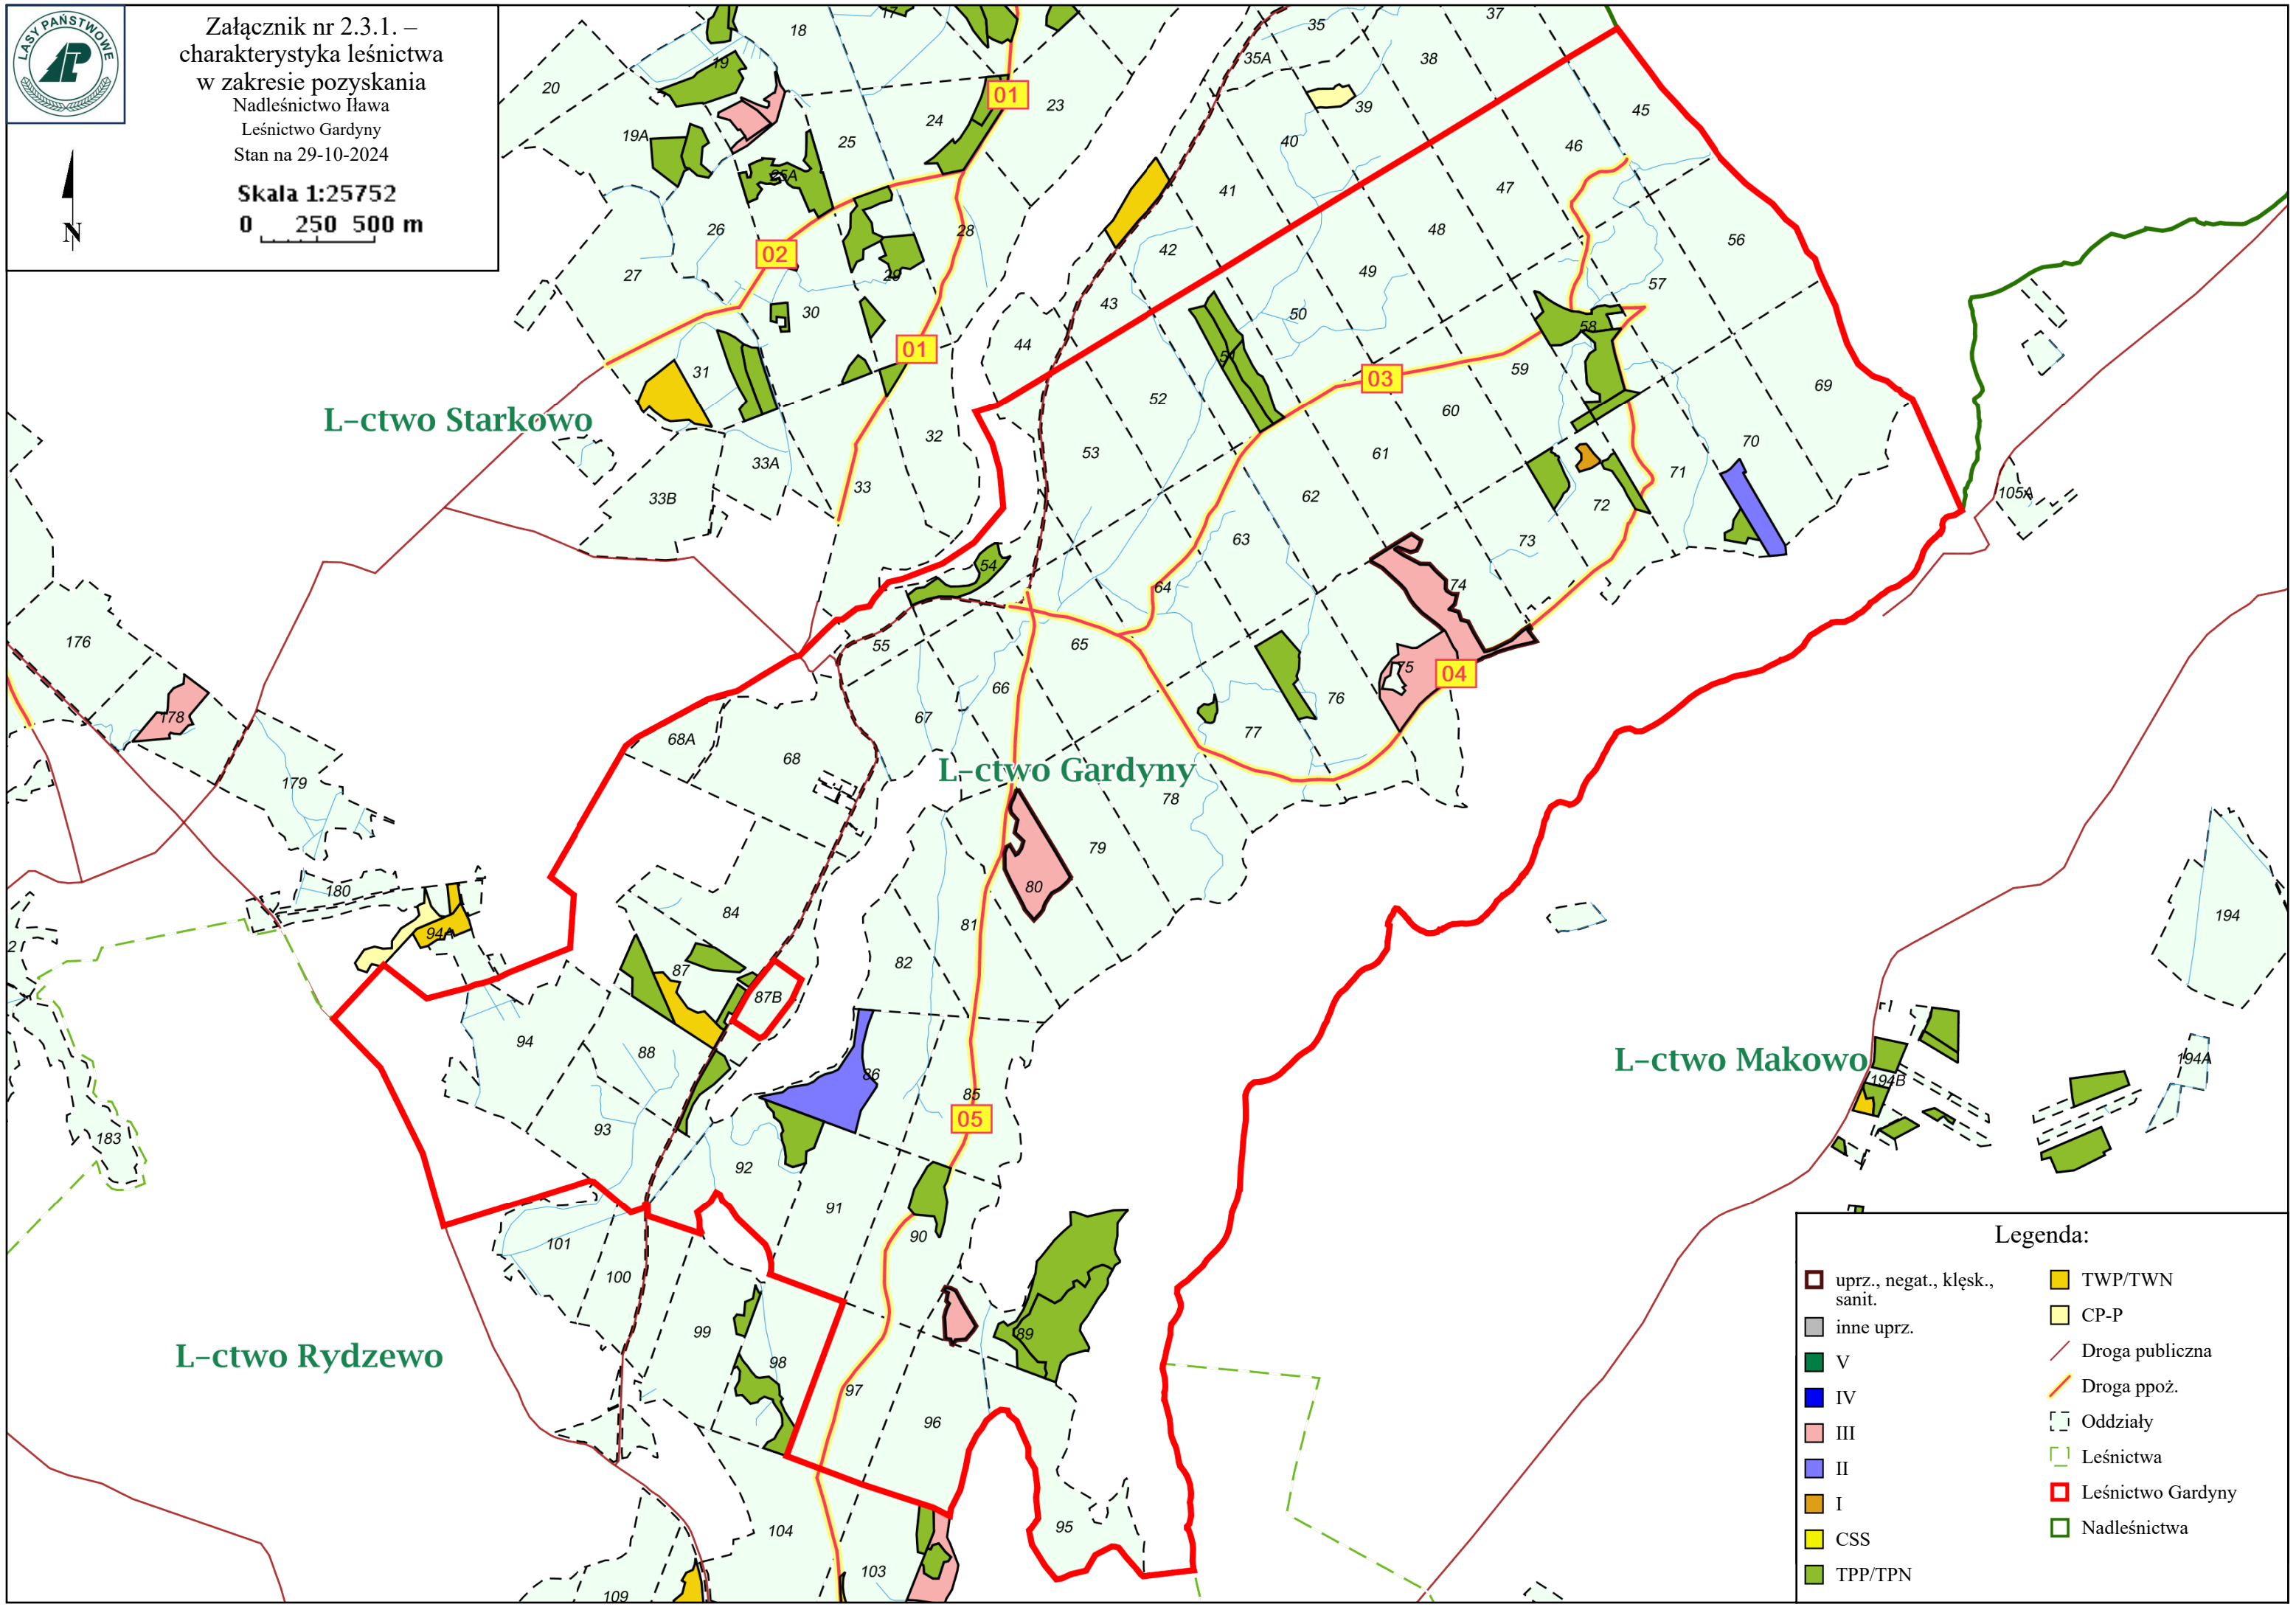 LASY PAŃSTWOWE
Załącznik nr 2.3.1. –
charakterystyka leśnictwa
w zakresie pozyskania
Nadleśnictwo Iława
Leśnictwo Gardyny
Stan na 29-10-2024
Skala 1:25752
0 250 500 m
N
17
18
19
20
19A
24
23
25
25A
01
35
35A
37
38
39
40
41
45
46
47
48
26
27
28
29
30
02
42
43
49
50
56
57
58
44
31
01
32
33
33A
33B
51
52
53
03
59
60
61
62
69
70
71
72
73
105A
L-ctwo Starkowo
54
55
63
64
65
66
67
74
75
76
77
04
176
178
179
68A
68
L-ctwo Gardyny
78
79
80
81
82
180
94A
84
2
87
87B
94
88
93
86
85
05
194
194A
194B
L-ctwo Makowo
183
92
91
90
101
100
99
98
89
97
96
L-ctwo Rydzewo
95
104
103
109
Legenda:
uprz., negat., klęsk.,
sanit.
inne uprz.
V
IV
III
II
I
CSS
TPP/TPN
TWP/TWN
CP-P
Droga publiczna
Droga ppoż.
Oddziały
Leśnictwa
Leśnictwo Gardyny
Nadleśnictwa